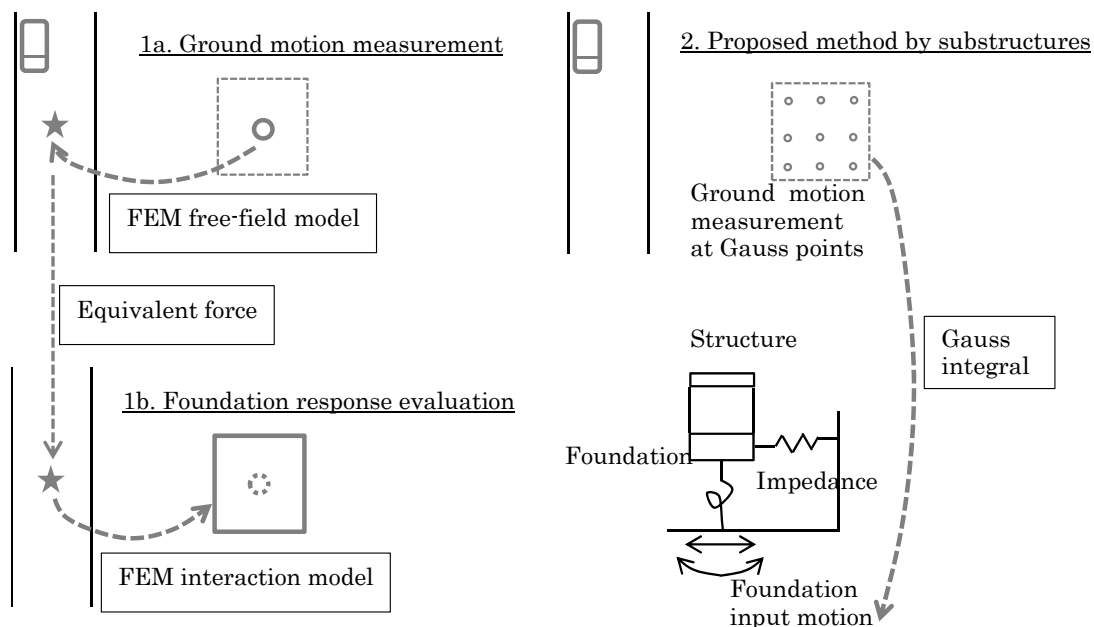 1a. Ground motion measurement
FEM free-field model
Equivalent force
1b. Foundation response evaluation
FEM interaction model
2. Proposed method by substructures
Ground motion
measurement
at Gauss points
Gauss
integral
Structure
Foundation
Impedance
Foundation
input motion